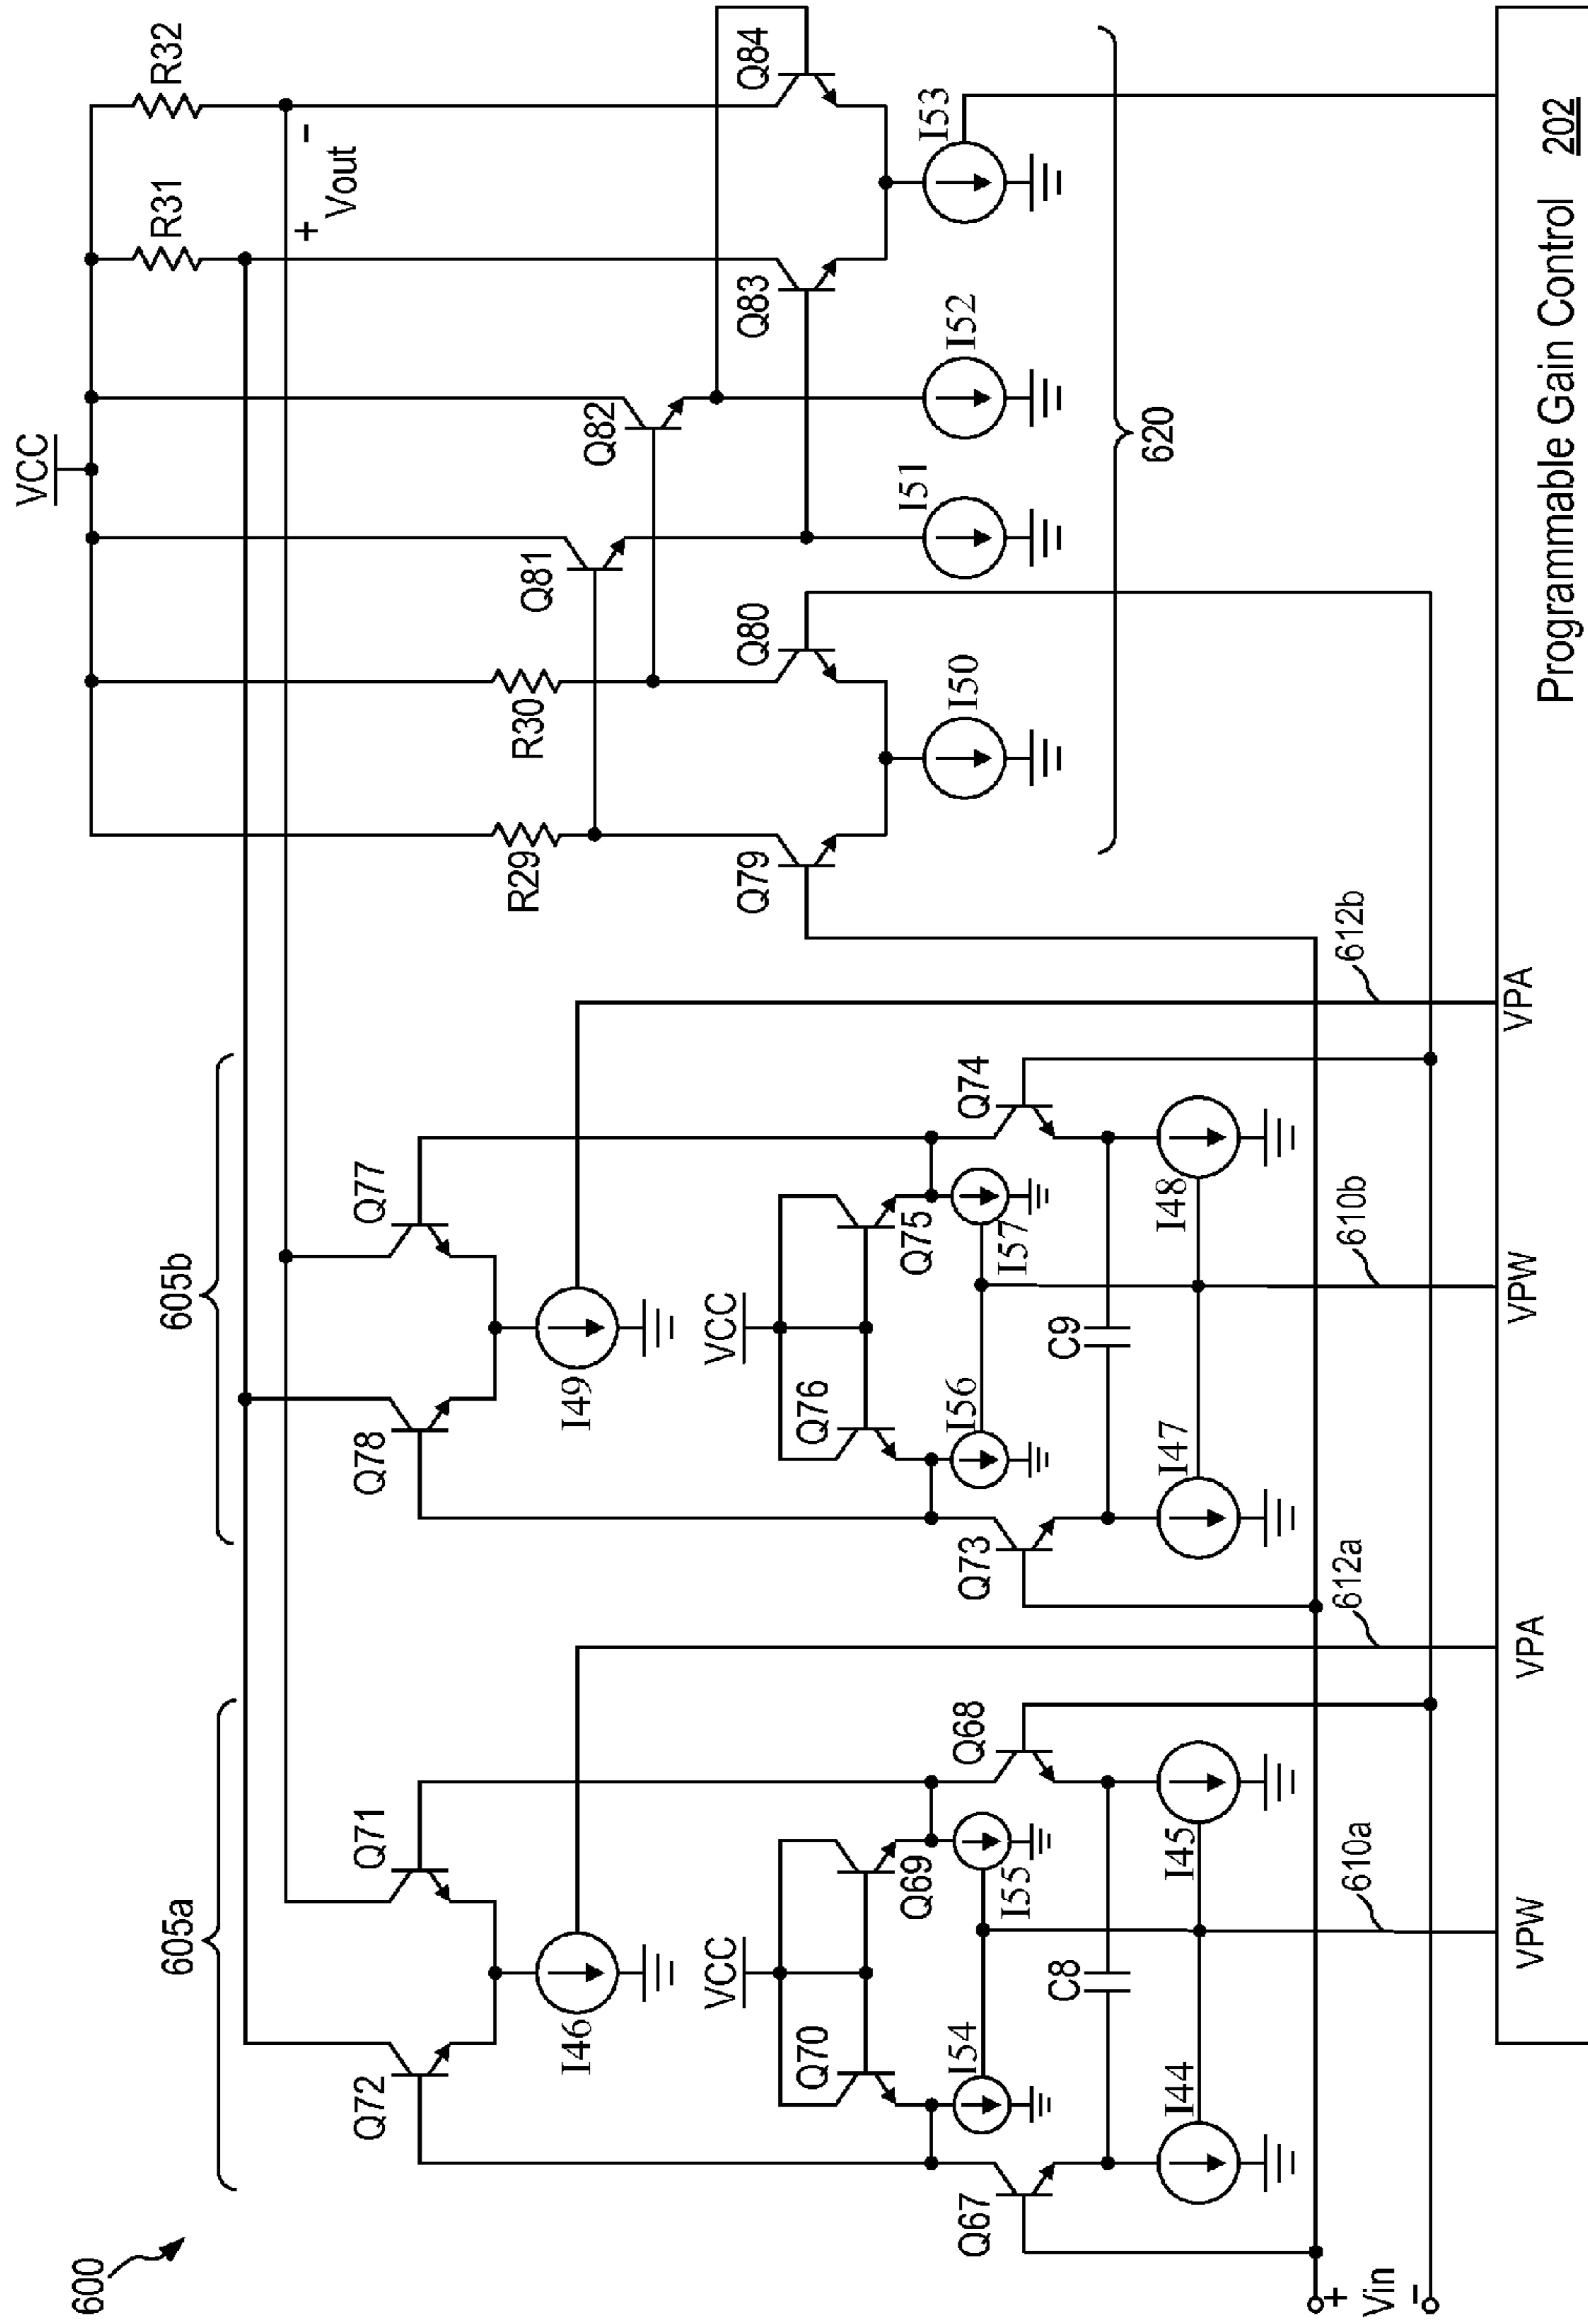 600
605a
605b
VCC
R31
R32
+
Vout
-
Q72
Q71
I46
Q78
Q77
I49
R29
R30
Q81
Q82
VCC
Q70
Q69
I54
I55
VCC
Q76
Q75
I56
I57
Q79
Q80
Q83
Q84
I50
I51
I52
I53
620
Q67
Q68
C8
I44
I45
Q73
Q74
C9
I47
I48
610a
612a
610b
612b
+
Vin
-
VPW
VPA
VPW
VPA
Programmable Gain Control 202